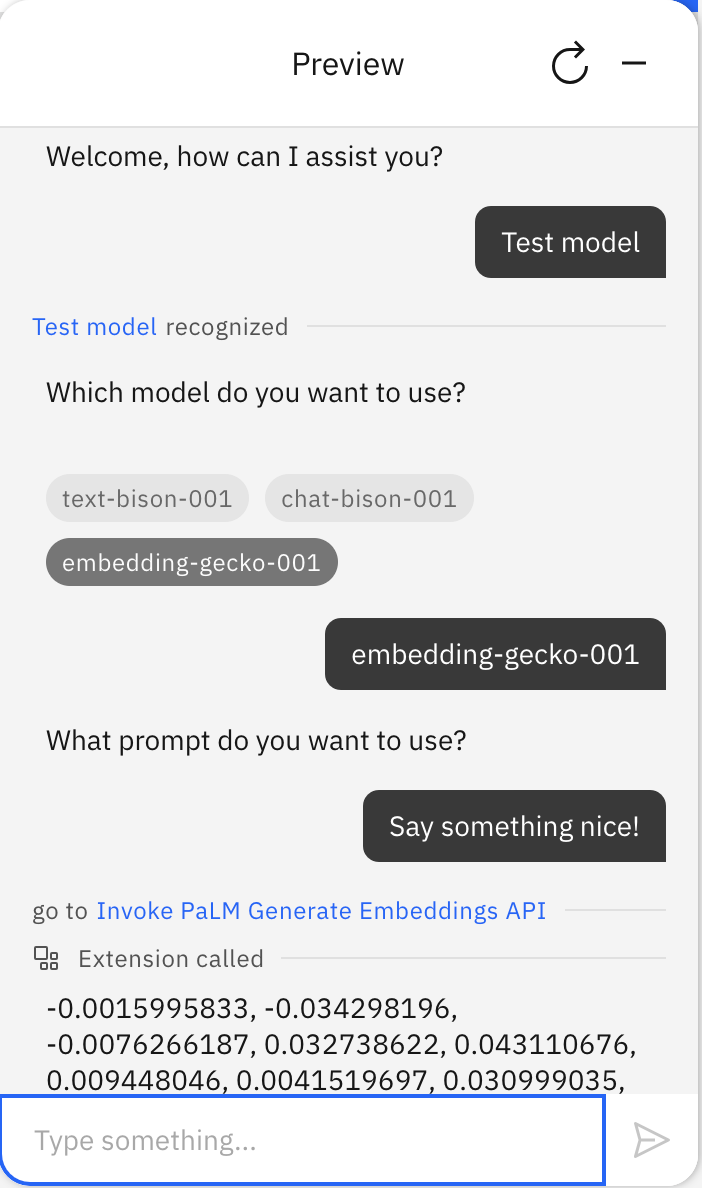 Preview
Welcome, how can I assist you?
Test model
Test model recognized
Which model do you want to use?
text-bison-001 chat-bison-001
embedding-gecko-001
embedding-gecko-001
What prompt do you want to use?
Say something nice!
go to Invoke PaLM Generate Embeddings API
Extension called
-0.0015995833, -0.034298196,
-0.0076266187, 0.032738622, 0.043110676,
0.009448046, 0.0041519697, 0.030999035,
Type something...